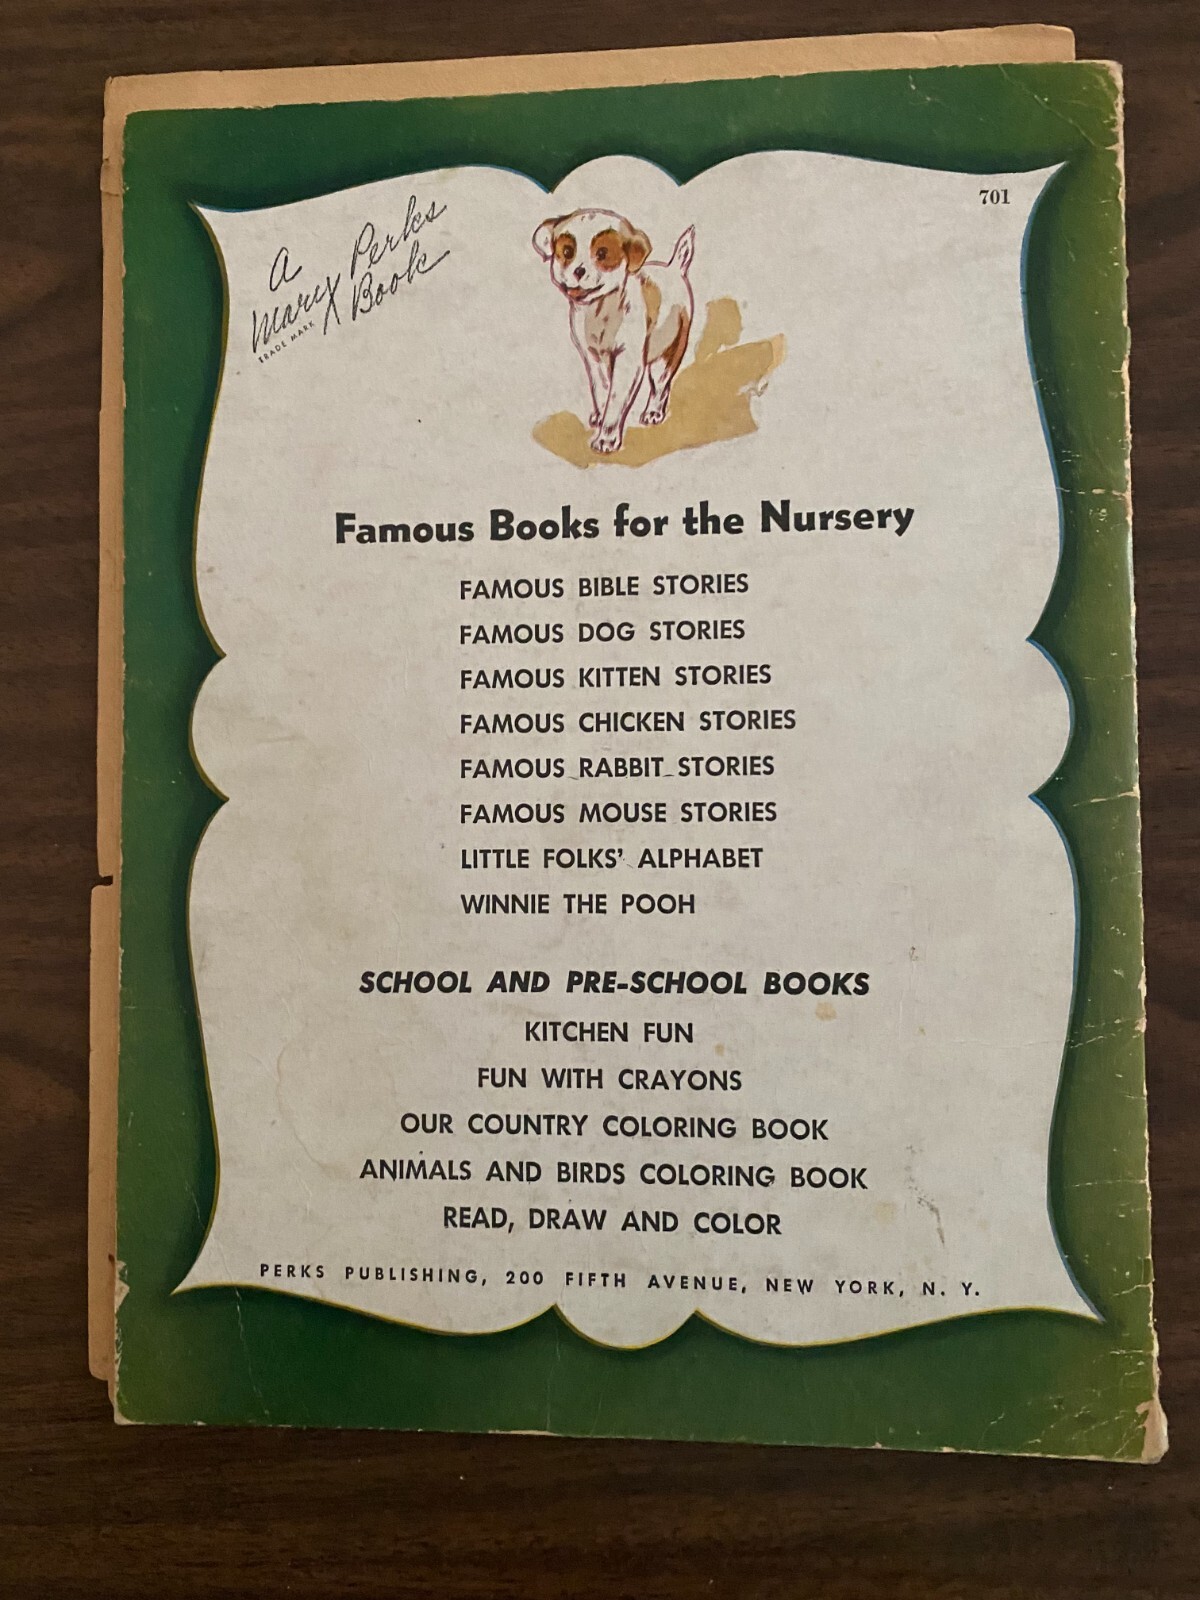 701
A
Mary Perks
Book
TRADE MARK
Famous Books for the Nursery
FAMOUS BIBLE STORIES
FAMOUS DOG STORIES
FAMOUS KITTEN STORIES
FAMOUS CHICKEN STORIES
FAMOUS RABBIT STORIES
FAMOUS MOUSE STORIES
LITTLE FOLKS' ALPHABET
WINNIE THE POOH
SCHOOL AND PRE-SCHOOL BOOKS
KITCHEN FUN
FUN WITH CRAYONS
OUR COUNTRY COLORING BOOK
ANIMALS AND BIRDS COLORING BOOK
READ, DRAW AND COLOR
PERKS PUBLISHING, 200 FIFTH AVENUE, NEW YORK, N. Y.